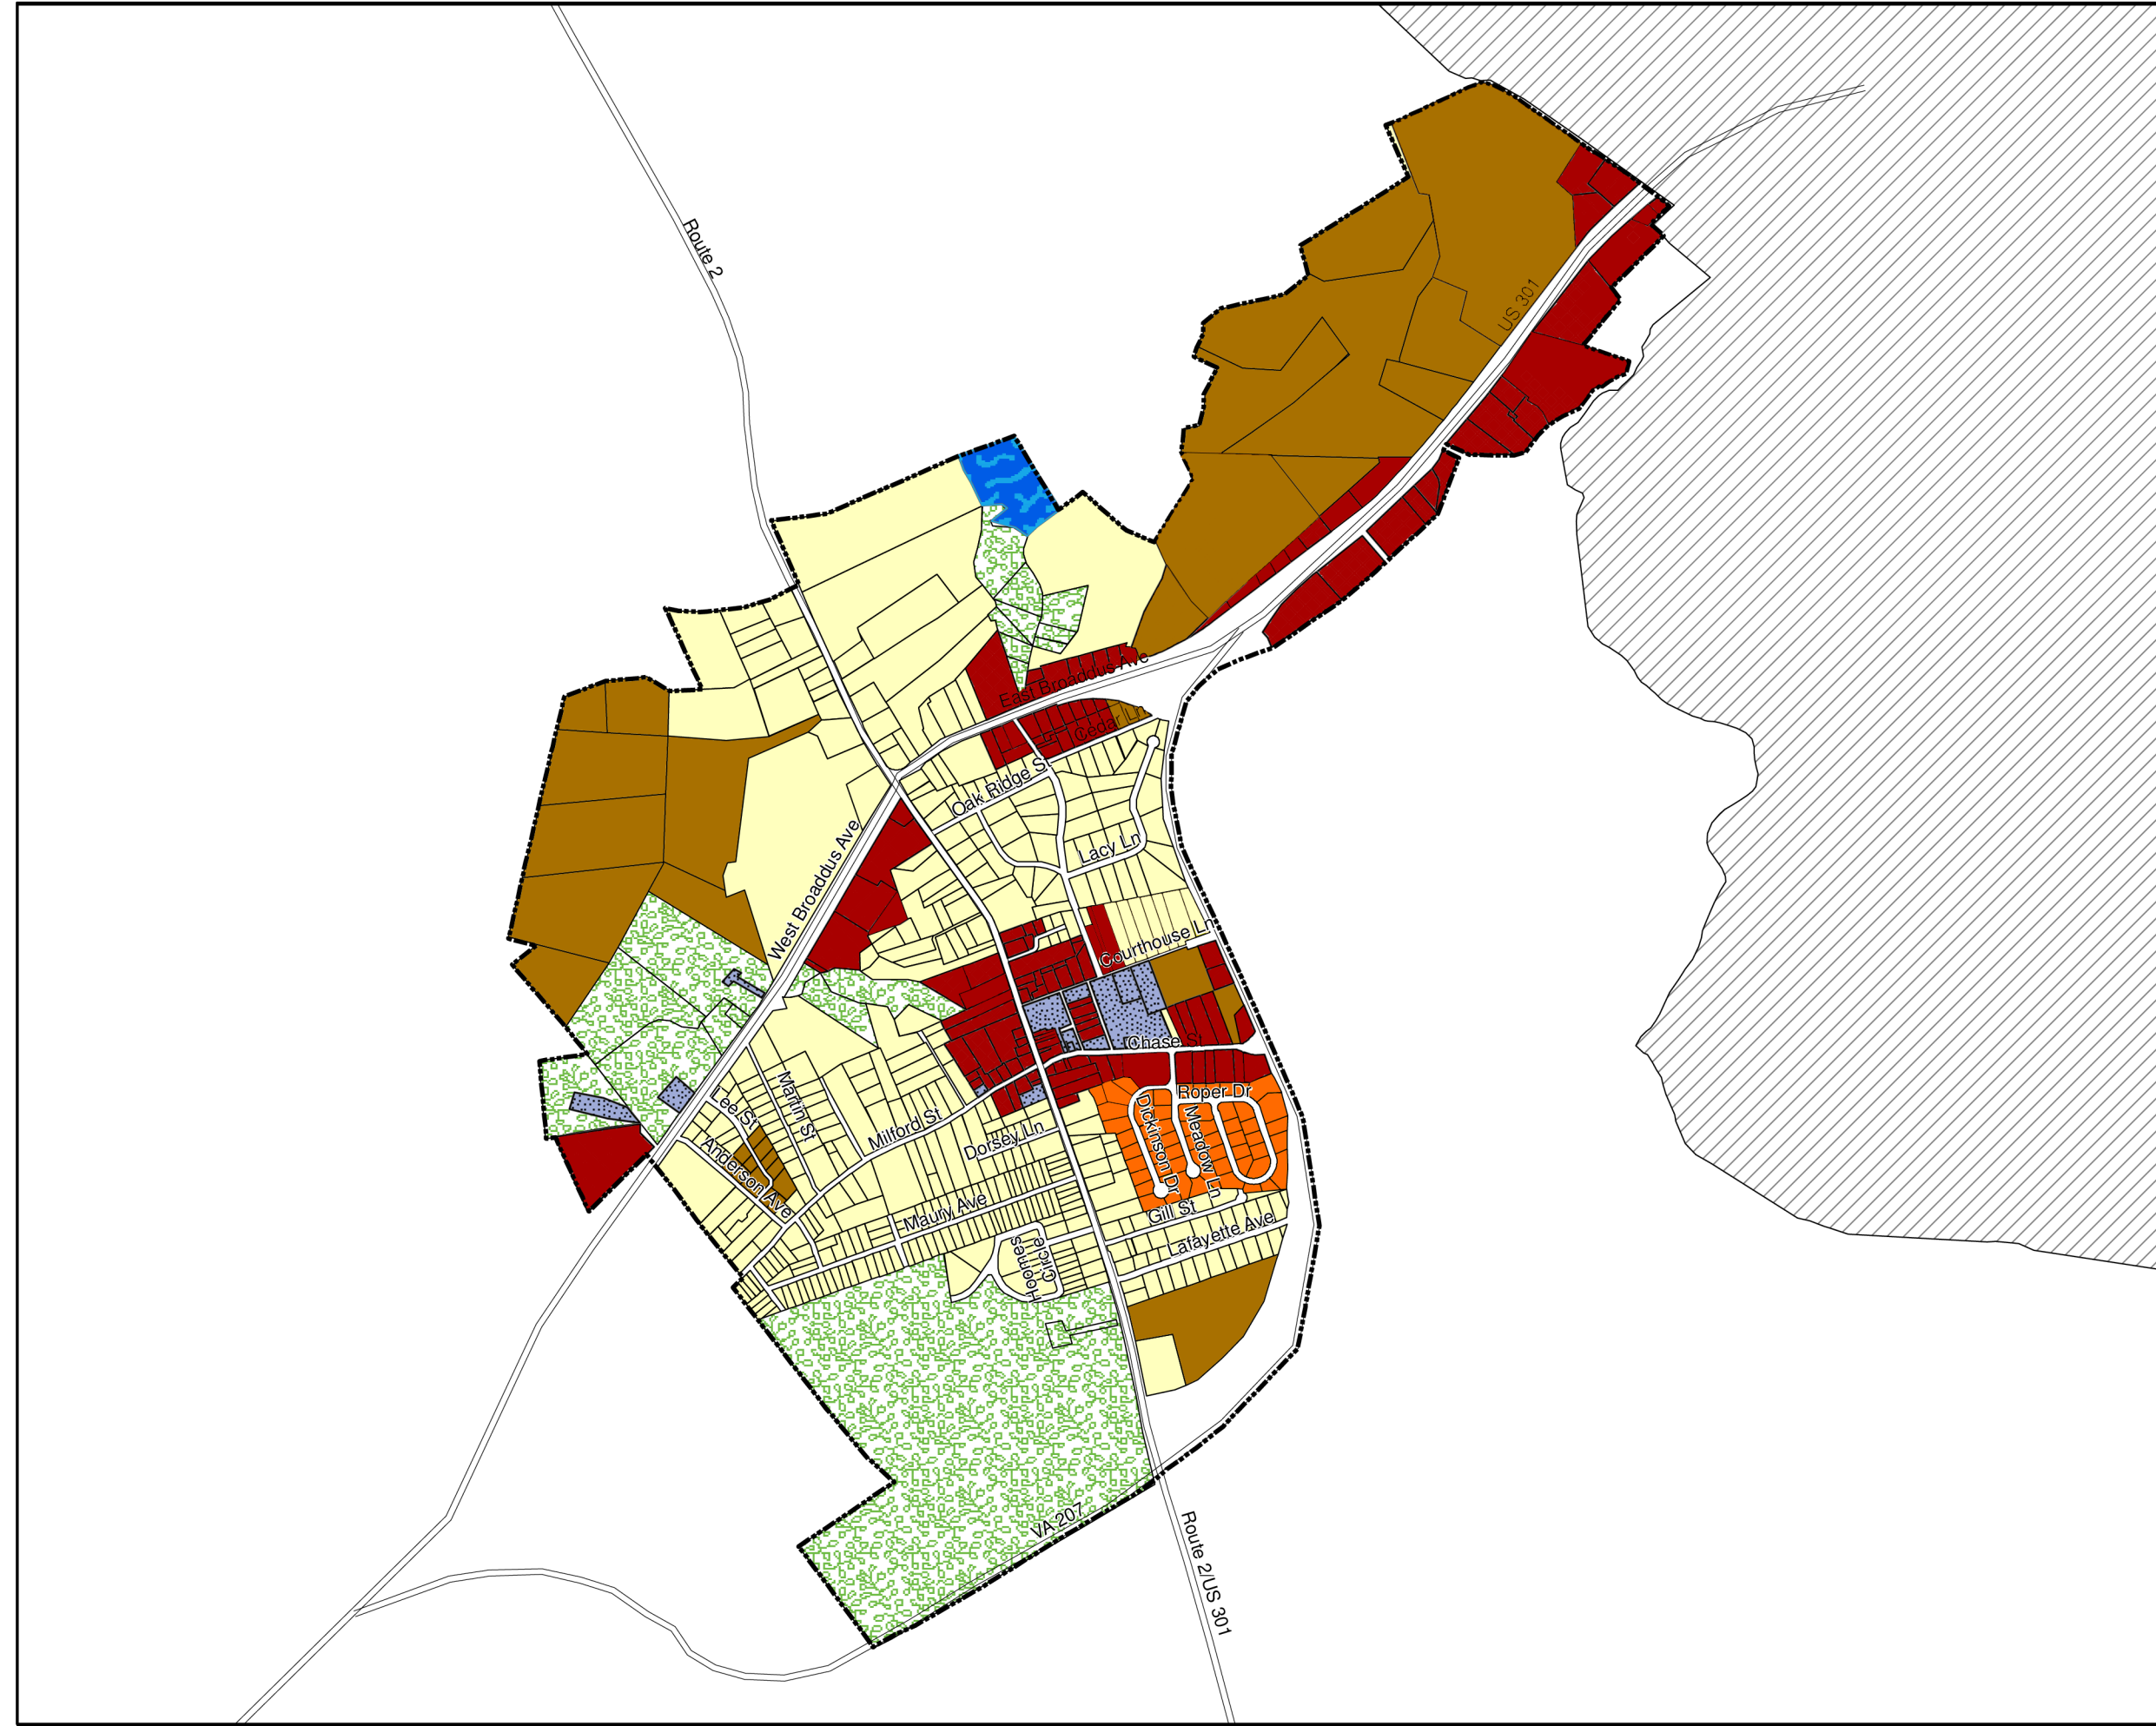 Route 2
US 301
East Broaddus Ave
Cedar Ln
Oak Ridge St
Lacy Ln
West Broaddus Ave
Courthouse Ln
Chase St
Roper Dr
Martin St
Lee St
Milford St
Dickinson Dr
Meadow Ln
Dorsey Ln
Anderson Ave
Maury Ave
Gill St
Lafayette Ave
Hoomes
Circle
VA 207
Route 2/US 301